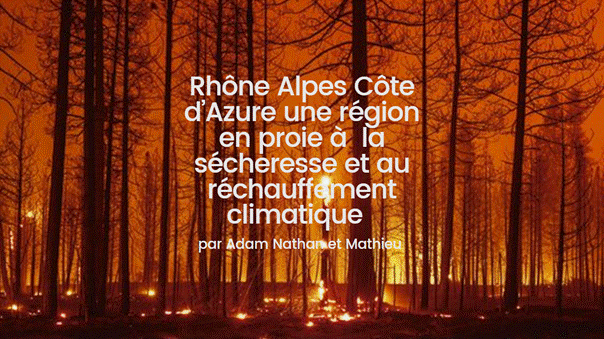 Rhône Alpes Côte
d’Azure une région
en proie à la
sécheresse et au
réchauffement
climatique
par Adam Nathan et Mathieu